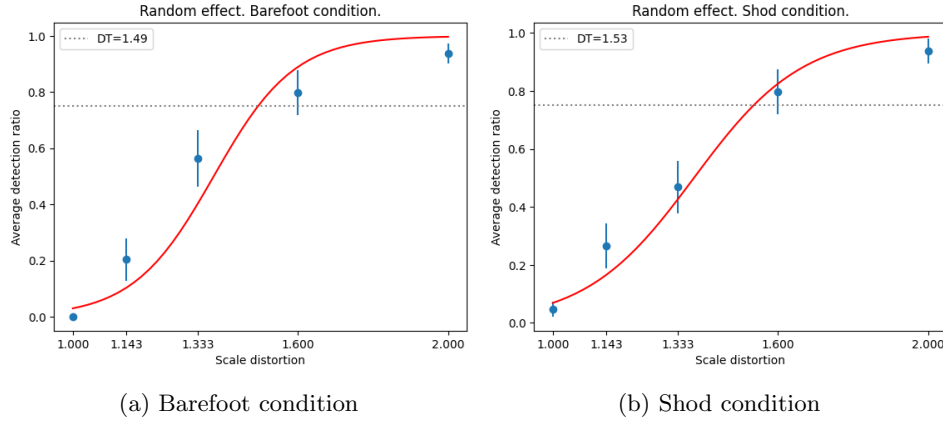 Random effect. Barefoot condition.
DT=1.49
Average detection ratio
1.0
0.8
0.6
0.4
0.2
0.0
1.000 1.143 1.333 1.600 2.000
Scale distortion
(a) Barefoot condition
Random effect. Shod condition.
DT=1.53
Average detection ratio
1.0
0.8
0.6
0.4
0.2
0.0
1.000 1.143 1.333 1.600 2.000
Scale distortion
(b) Shod condition